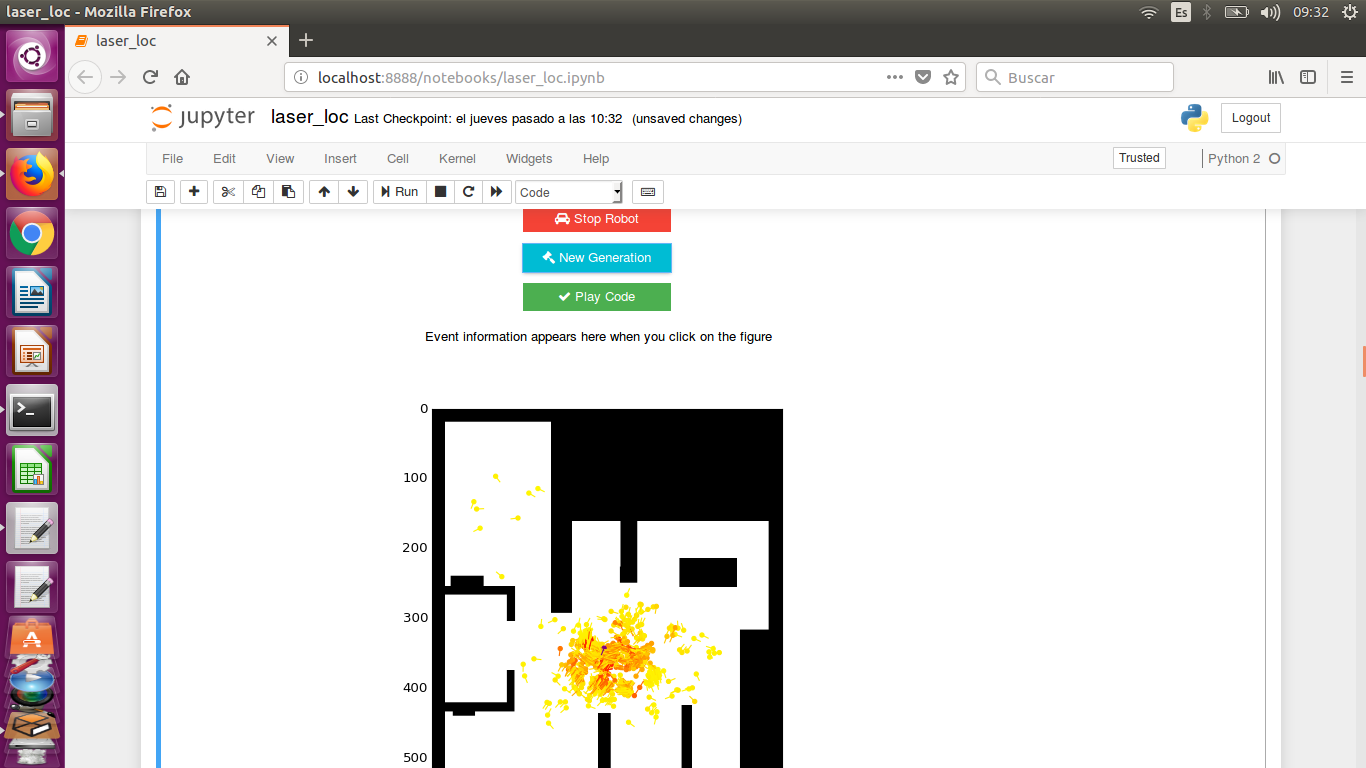 laser_loc - Mozilla Firefox
Es
09:32
laser_loc
localhost:8888/notebooks/laser_loc.ipynb
Buscar
jupyter laser_loc Last Checkpoint: el jueves pasado a las 10:32 (unsaved changes)
Logout
File Edit View Insert Cell Kernel Widgets Help
Trusted
Python 2
Run
Code
Stop Robot
New Generation
Play Code
Event information appears here when you click on the figure
0
100
200
300
400
500